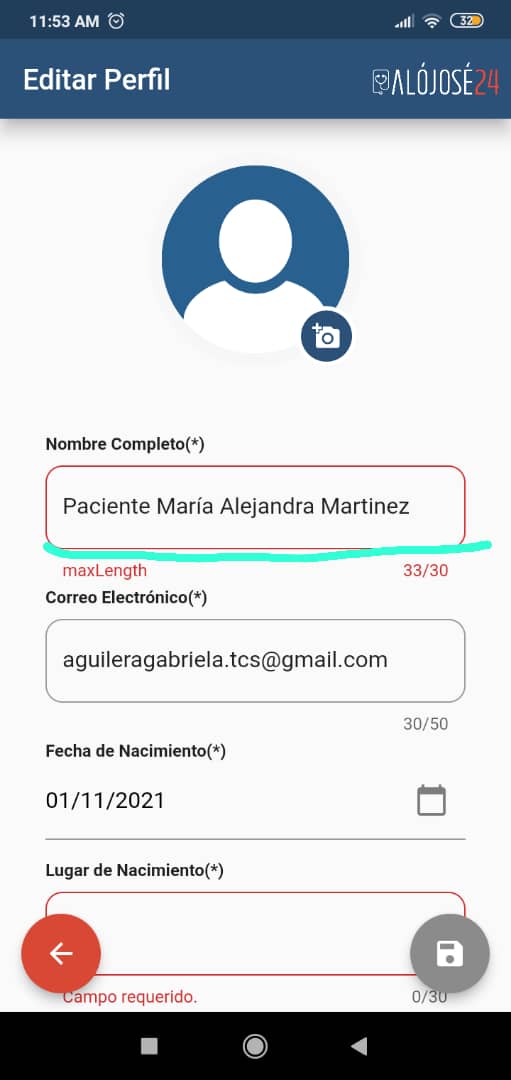 11:53 AM
32
Editar Perfil
ALÓJOSÉ24
Nombre Completo(*)
Paciente María Alejandra Martinez
maxLength 33/30
Correo Electrónico(*)
aguileragabriela.tcs@gmail.com
30/50
Fecha de Nacimiento(*)
01/11/2021
Lugar de Nacimiento(*)
Campo requerido. 0/30